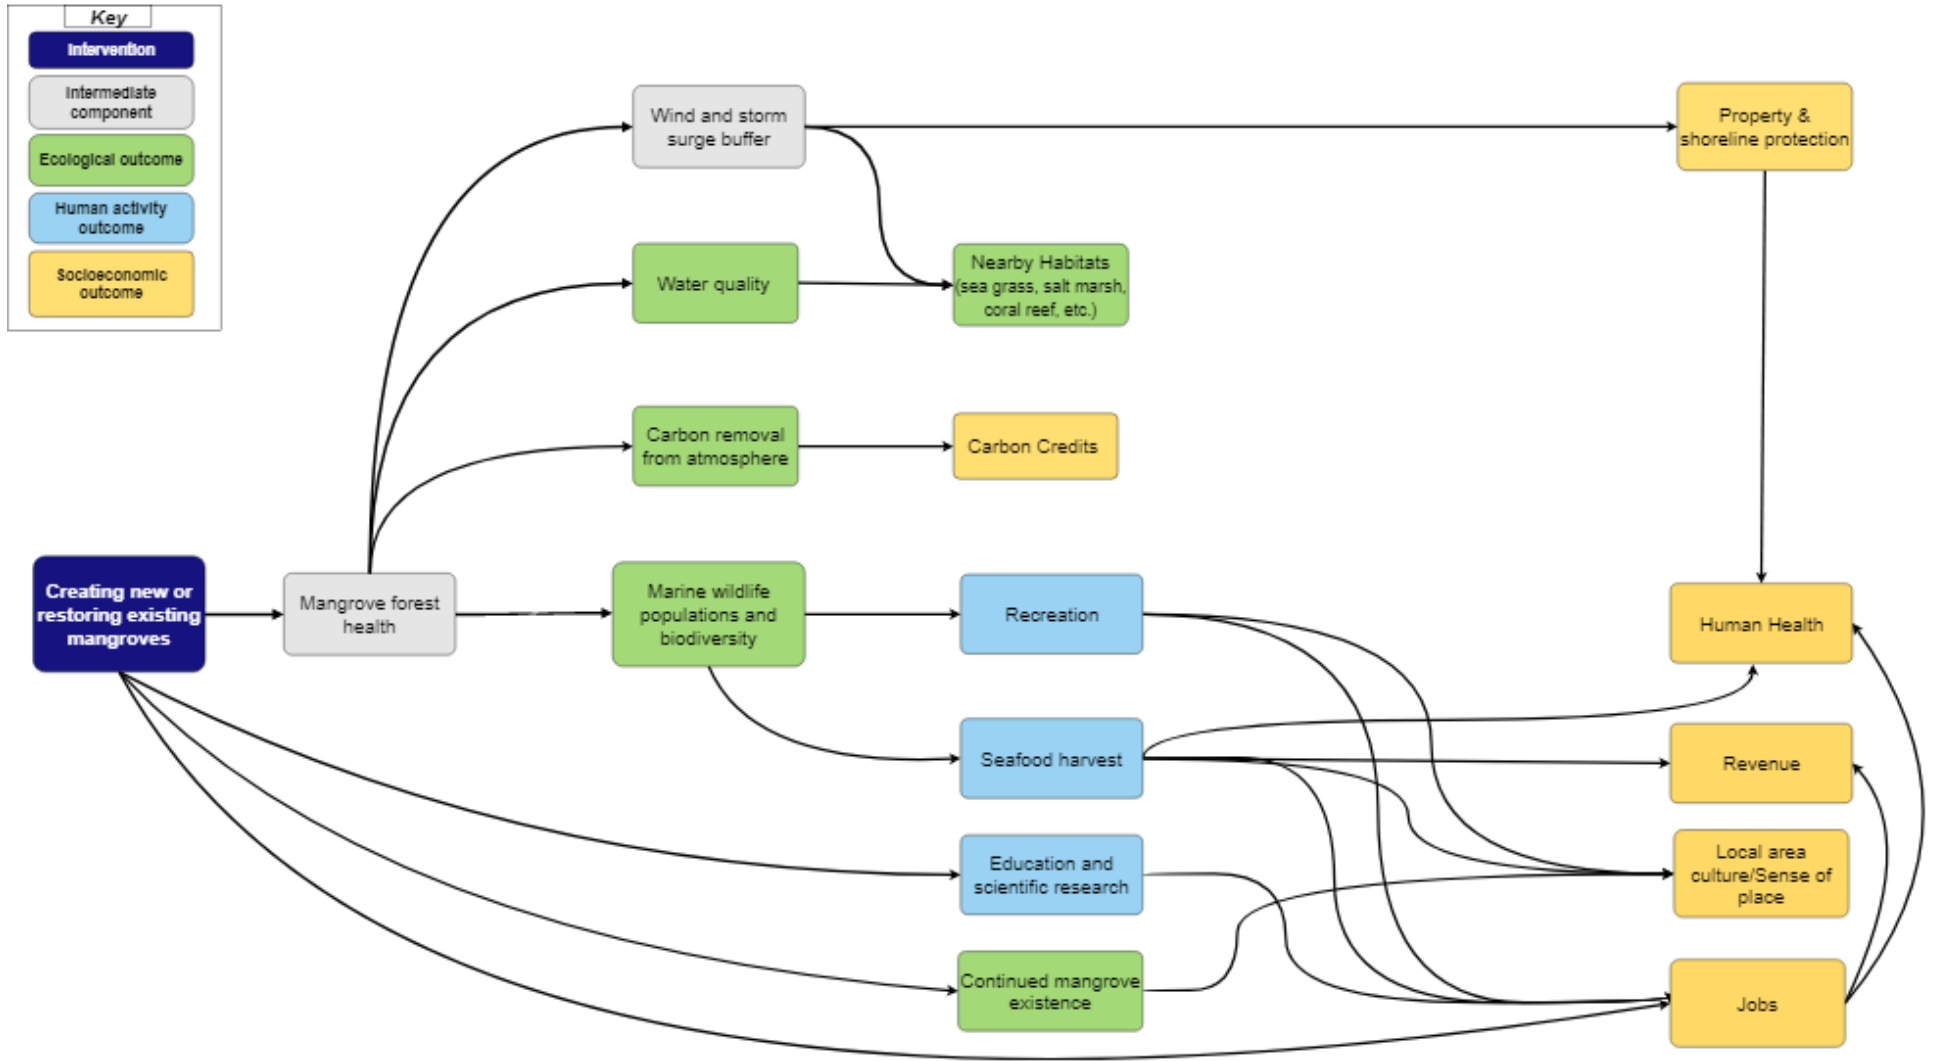 Key
Intervention
Intermediate
component
Ecological outcome
Human activity
outcome
Socioeconomic
outcome
Wind and storm
surge buffer
Property &
shoreline protection
Water quality
Nearby Habitats
(sea grass, salt marsh,
coral reef, etc.)
Carbon removal
from atmosphere
Carbon Credits
Creating new or
restoring existing
mangroves
Mangrove forest
health
Marine wildlife
populations and
biodiversity
Recreation
Human Health
Seafood harvest
Revenue
Education and
scientific research
Local area
culture/Sense of
place
Continued mangrove
existence
Jobs